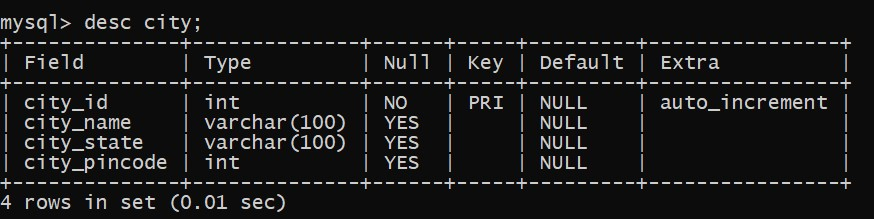 mysql> desc city;
+--------------+--------------+------+-----+---------+----------------+
| Field        | Type         | Null | Key | Default | Extra          |
+--------------+--------------+------+-----+---------+----------------+
| city_id      | int          | NO   | PRI | NULL    | auto_increment |
| city_name    | varchar(100) | YES  |     | NULL    |                |
| city_state   | varchar(100) | YES  |     | NULL    |                |
| city_pincode | int          | YES  |     | NULL    |                |
+--------------+--------------+------+-----+---------+----------------+
4 rows in set (0.01 sec)